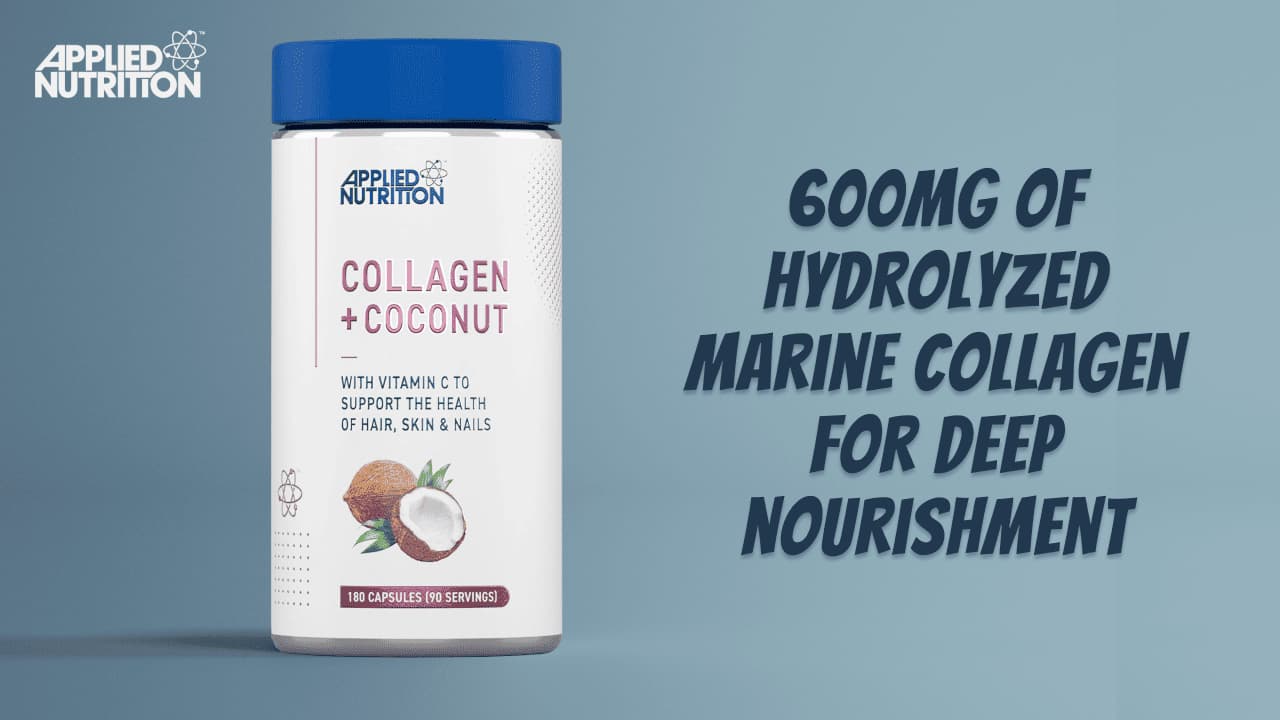 APPLIED
NUTRITION
™
APPLIED
NUTRITION
COLLAGEN
+COCONUT
WITH VITAMIN C TO
SUPPORT THE HEALTH
OF HAIR, SKIN & NAILS
180 CAPSULES (90 SERVINGS)
600MG OF
HYDROLYZED
MARINE COLLAGEN
FOR DEEP
NOURISHMENT